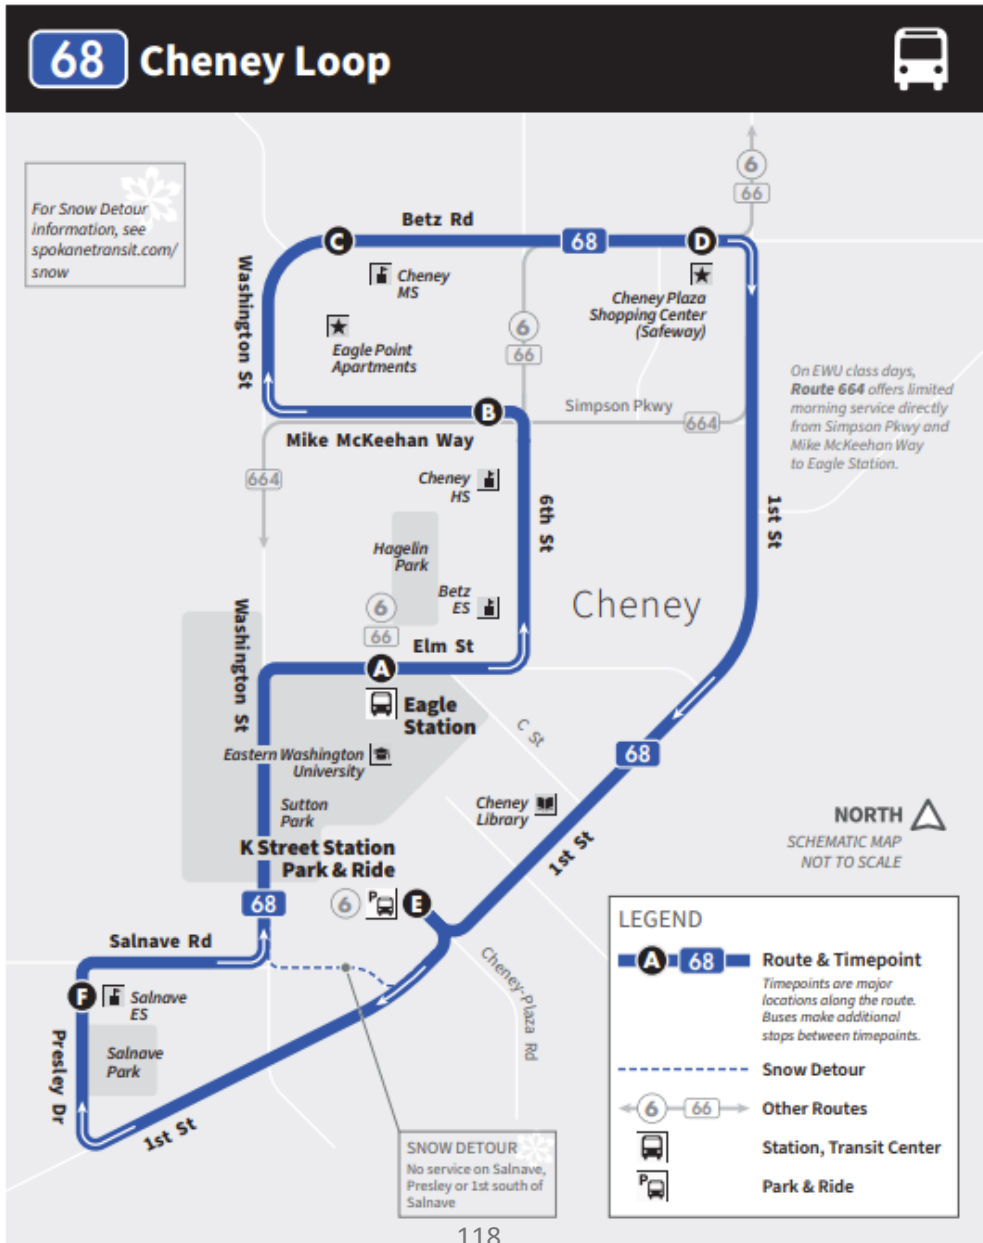 68 Cheney Loop
For Snow Detour
information, see
spokanetransit.com/
snow
6
66
Betz Rd
C
68
D
Washington St
Cheney
MS
Cheney Plaza
Shopping Center
(Safeway)
6
66
Eagle Point
Apartments
On EWU class days,
Route 664 offers limited
morning service directly
from Simpson Pkwy and
Mike McKeehan Way
to Eagle Station.
B
Simpson Pkwy
664
Mike McKeehan Way
664
Cheney
HS
6th St
1st St
Hagelin
Park
Betz
ES
Cheney
6
66
Washington St
Elm St
A
Eagle
Station
C St
68
Eastern Washington
University
Sutton
Park
Cheney
Library
1st St
NORTH
SCHEMATIC MAP
NOT TO SCALE
K Street Station
Park & Ride
68
6
P
E
Salnave Rd
Cheney-Plaza Rd
F
Salnave
ES
Presley Dr
Salnave
Park
1st St
SNOW DETOUR
No service on Salnave,
Presley or 1st south of
Salnave
LEGEND
A 68 Route & Timepoint
Timepoints are major
locations along the route.
Buses make additional
stops between timepoints.
Snow Detour
6 66 Other Routes
Station, Transit Center
P Park & Ride
118